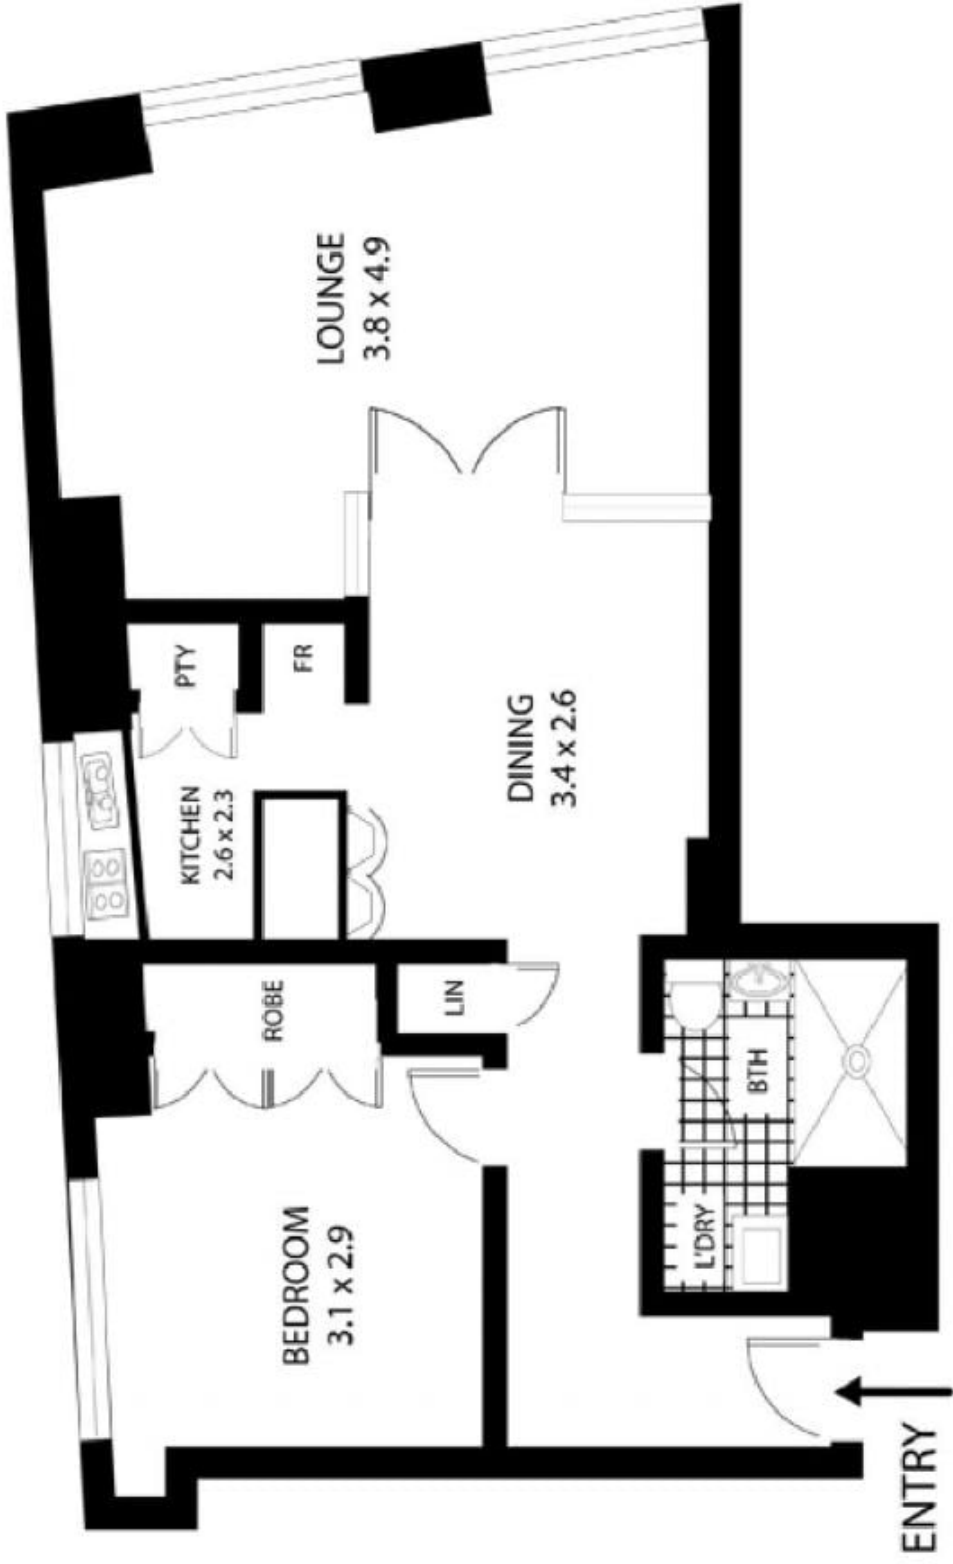 BEDROOM
3.1 x 2.9
ROBE
LIN
KITCHEN
2.6 x 2.3
PTY
FR
LOUNGE
3.8 x 4.9
DINING
3.4 x 2.6
L'DRY
BTH
ENTRY